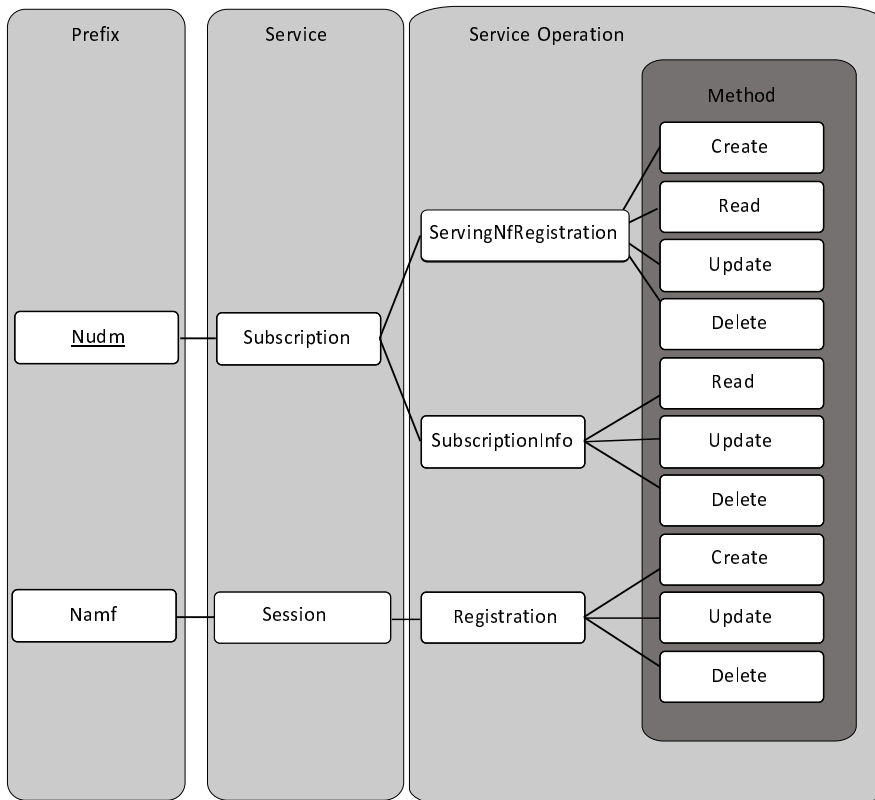 Prefix
Service
Service Operation
Method
Create
Read
ServingNfRegistration
Update
Delete
Nudm
Subscription
Read
SubscriptionInfo
Update
Delete
Create
Namf
Session
Registration
Update
Delete